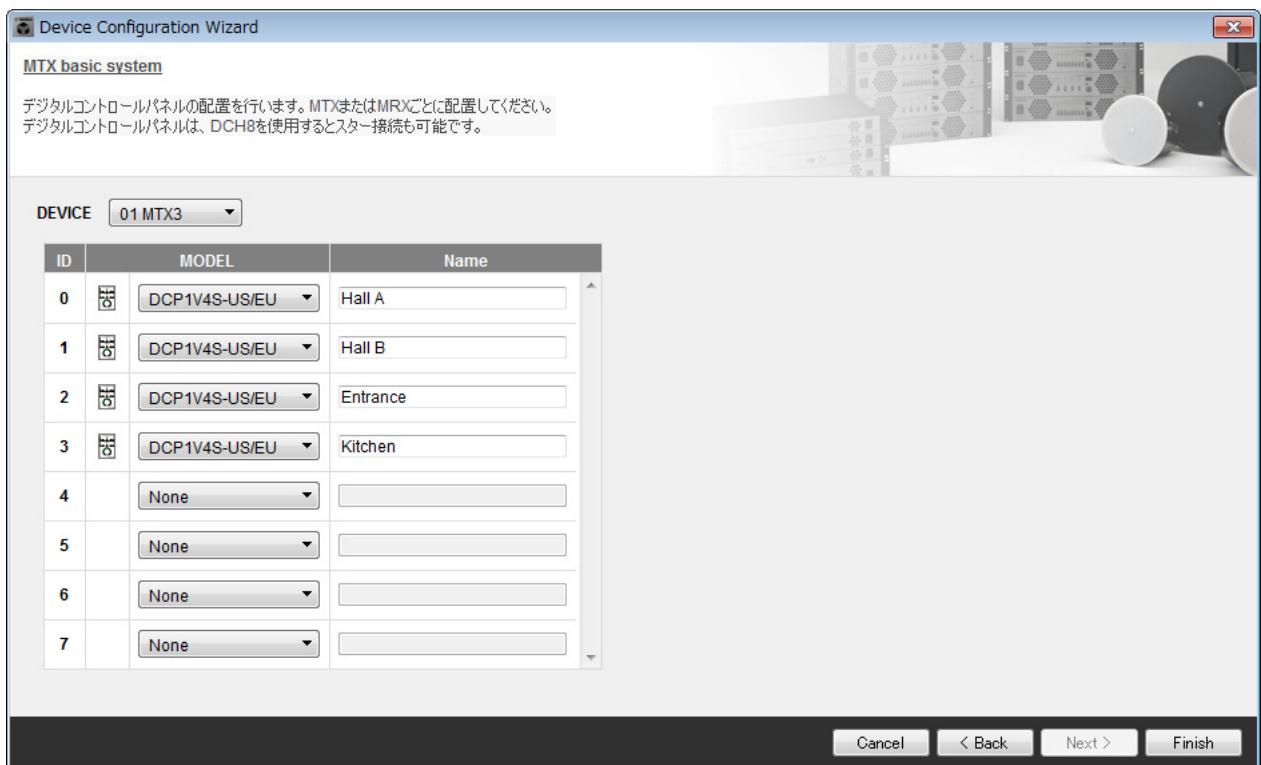 Device Configuration Wizard
MTX basic system
デジタルコントロールパネルの配置を行います。MTXまたはMRXごとに配置してください。
デジタルコントロールパネルは、DCH8を使用するとスター接続も可能です。
DEVICE 01 MTX3
ID MODEL Name
0 DCP1V4S-US/EU Hall A
1 DCP1V4S-US/EU Hall B
2 DCP1V4S-US/EU Entrance
3 DCP1V4S-US/EU Kitchen
4 None
5 None
6 None
7 None
Cancel < Back Next > Finish